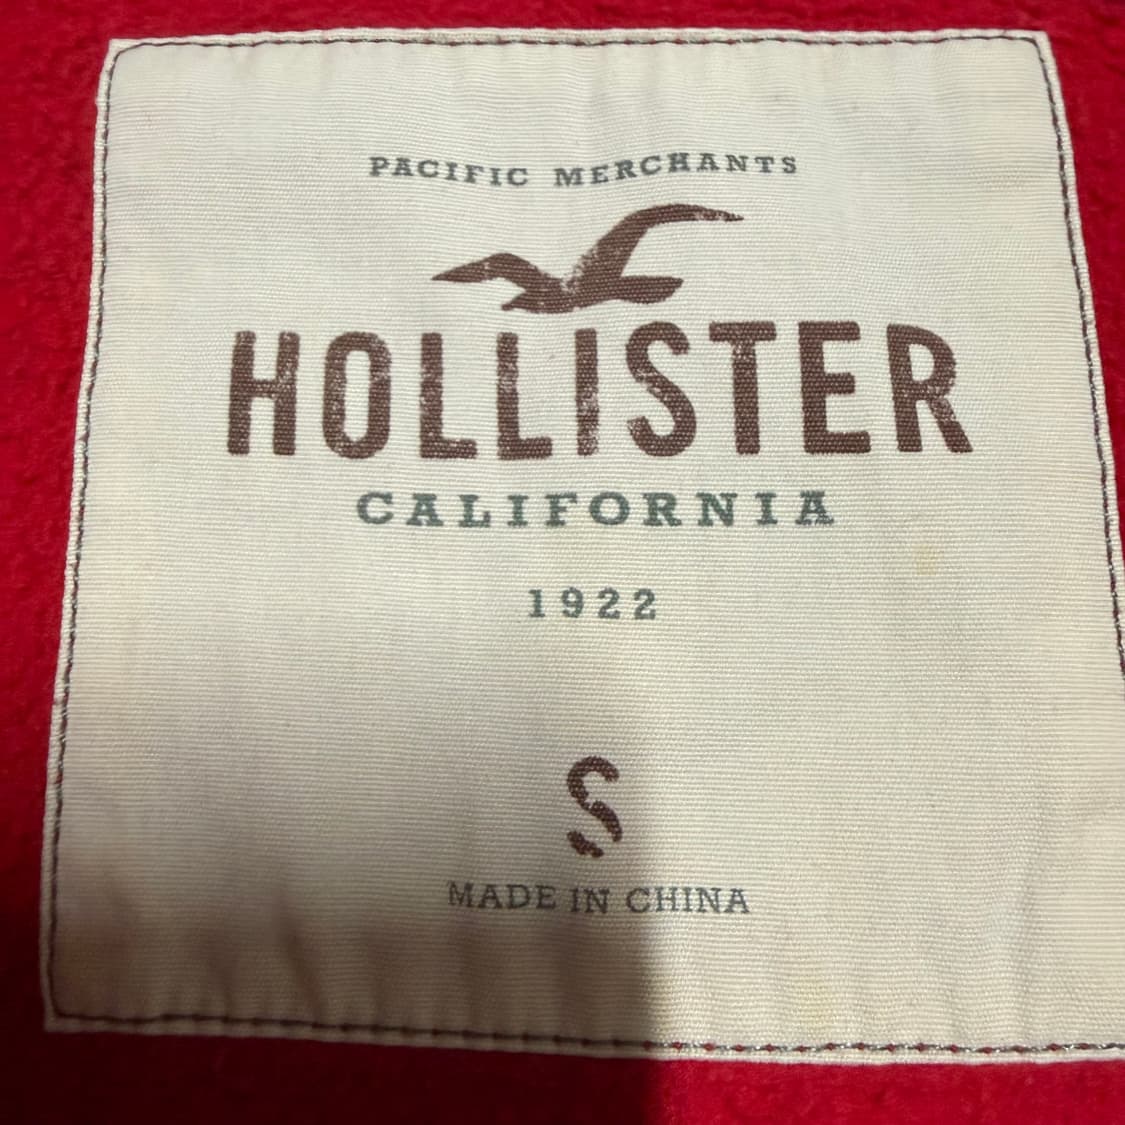 PACIFIC MERCHANTS
HOLLISTER
CALIFORNIA
1922
S
MADE IN CHINA